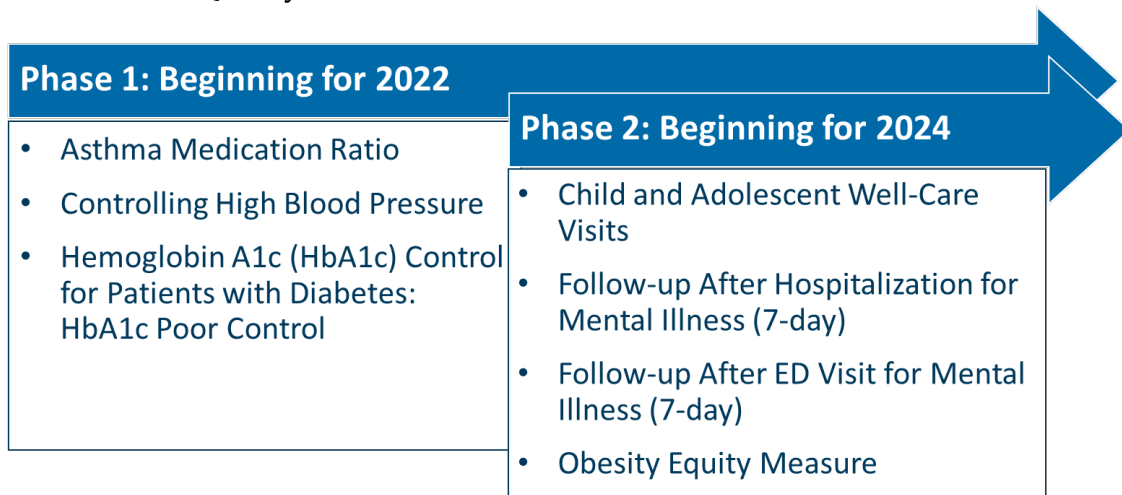 Phase 1: Beginning for 2022
• Asthma Medication Ratio
• Controlling High Blood Pressure
• Hemoglobin A1c (HbA1c) Control
for Patients with Diabetes:
HbA1c Poor Control
Phase 2: Beginning for 2024
• Child and Adolescent Well-Care
Visits
• Follow-up After Hospitalization for
Mental Illness (7-day)
• Follow-up After ED Visit for Mental
Illness (7-day)
• Obesity Equity Measure